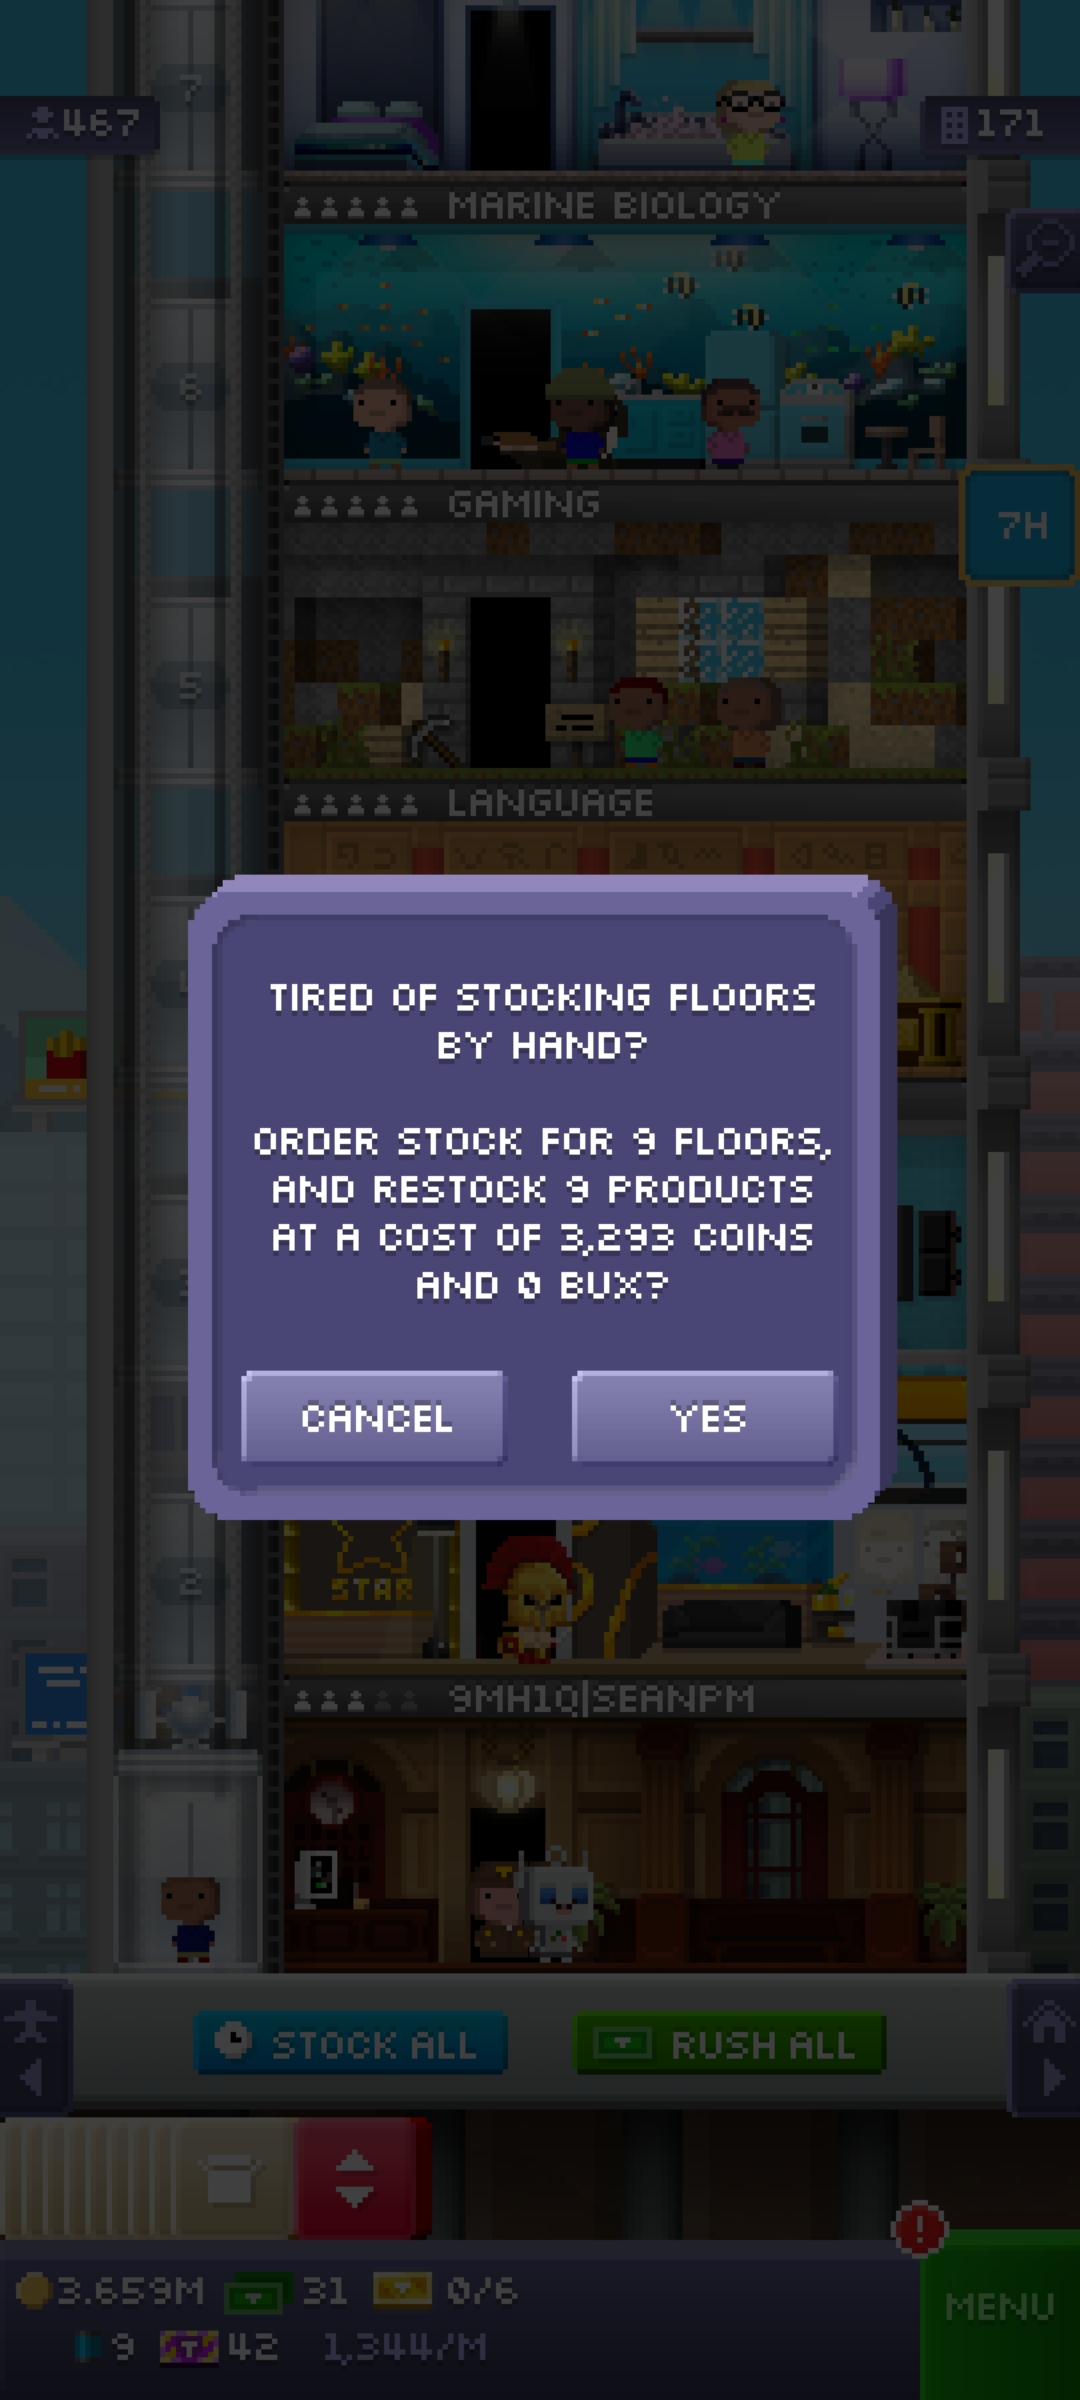 7
467
171
MARINE BIOLOGY
6
GAMING
7H
5
LANGUAGE
TIRED OF STOCKING FLOORS
BY HAND?
ORDER STOCK FOR 9 FLOORS,
AND RESTOCK 9 PRODUCTS
AT A COST OF 3,293 COINS
AND 0 BUX?
CANCEL
YES
2
STAR
9MH1Q|SEANPM
STOCK ALL
RUSH ALL
!
3.659M
31
0/6
MENU
9
42
1,344/M